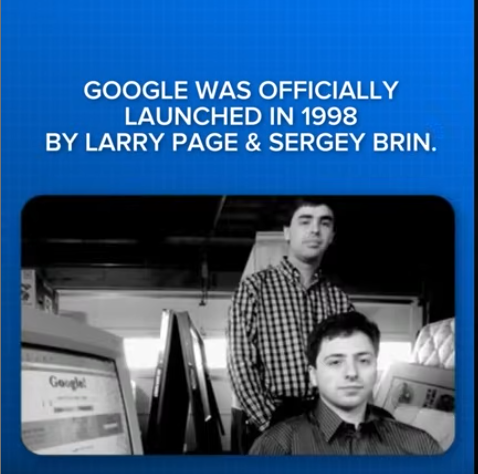 GOOGLE WAS OFFICIALLY
LAUNCHED IN 1998
BY LARRY PAGE & SERGEY BRIN.
Google!